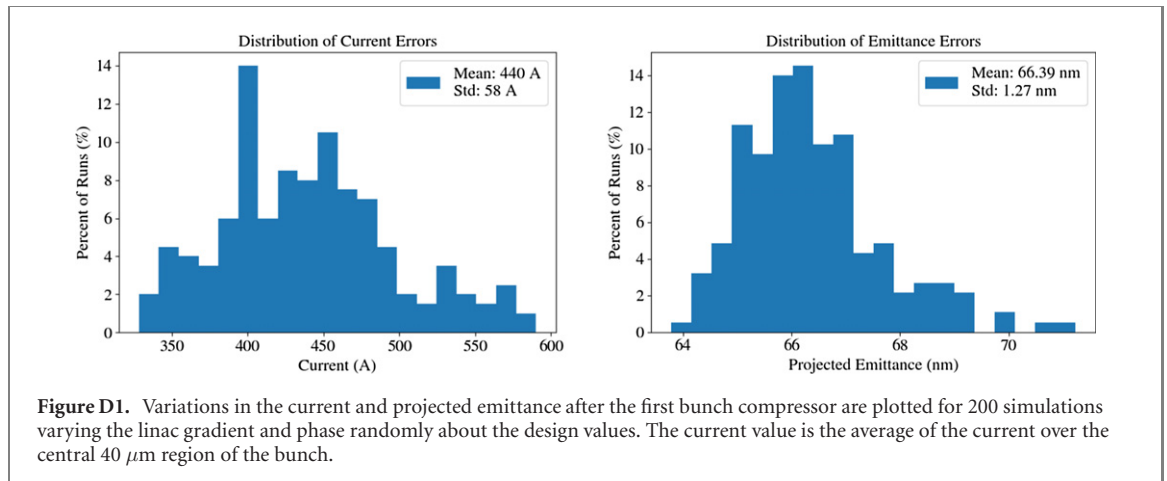 Distribution of Current Errors
Mean: 440 A
Std: 58 A
Percent of Runs (%)
14
12
10
8
6
4
2
0
350 400 450 500 550 600
Current (A)
Distribution of Emittance Errors
Mean: 66.39 nm
Std: 1.27 nm
Percent of Runs (%)
14
12
10
8
6
4
2
0
64 66 68 70
Projected Emittance (nm)
Figure D1. Variations in the current and projected emittance after the first bunch compressor are plotted for 200 simulations
varying the linac gradient and phase randomly about the design values. The current value is the average of the current over the
central 40 μm region of the bunch.